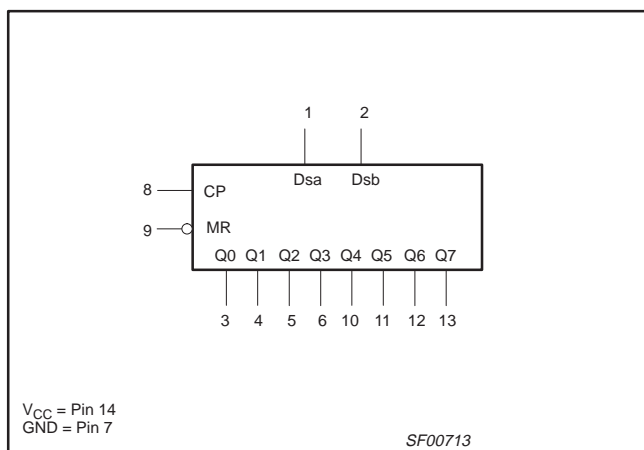 1 2
Dsa Dsb
8 CP
9 MR
Q0 Q1 Q2 Q3 Q4 Q5 Q6 Q7
3 4 5 6 10 11 12 13
VCC = Pin 14
GND = Pin 7
SF00713